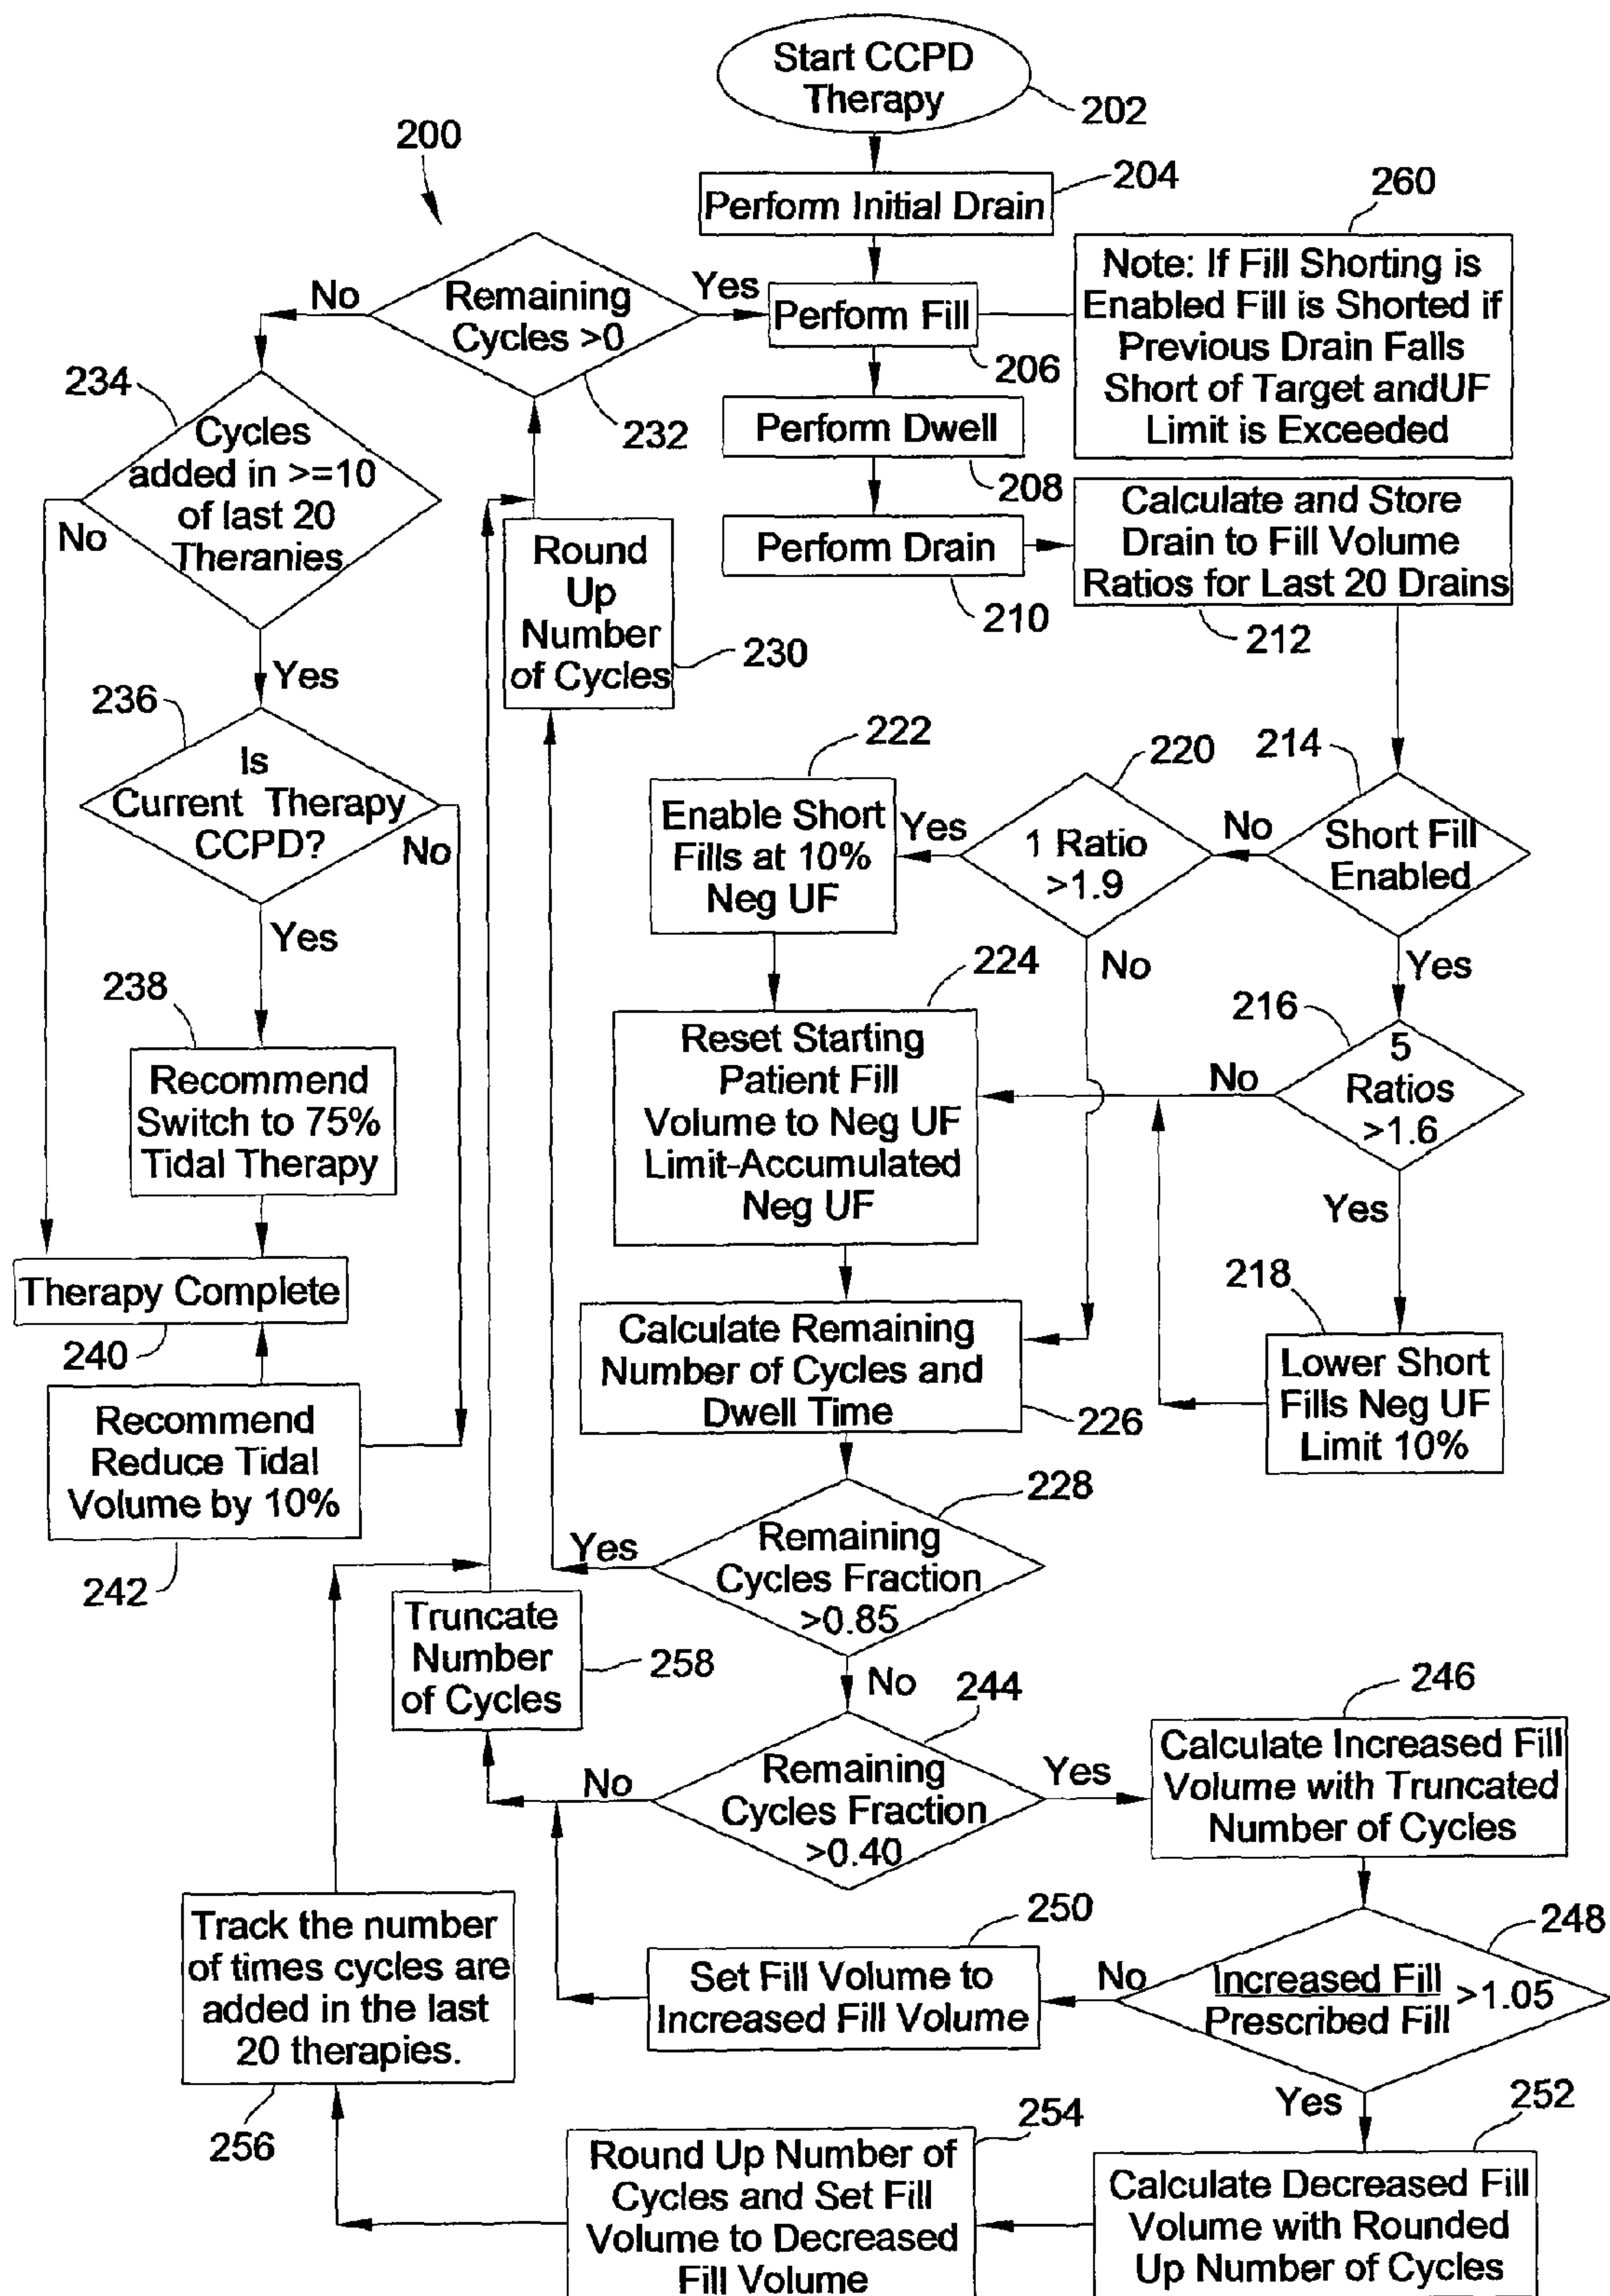 Start CCPD
Therapy
202
200
Perform Initial Drain
204
260
Note: If Fill Shorting is
Enabled Fill is Shorted if
Previous Drain Falls
Short of Target andUF
Limit is Exceeded
No
Remaining
Cycles >0
Yes
Perform Fill
206
232
234
Cycles
added in >=10
of last 20
Theranies
No
Yes
Perform Dwell
208
Perform Drain
210
Calculate and Store
Drain to Fill Volume
Ratios for Last 20 Drains
212
Round
Up
Number
of Cycles
230
236
Is
Current Therapy
CCPD?
No
Yes
222
Enable Short
Fills at 10%
Neg UF
Yes
220
1 Ratio
>1.9
No
No
214
Short Fill
Enabled
Yes
238
Recommend
Switch to 75%
Tidal Therapy
224
Reset Starting
Patient Fill
Volume to Neg UF
Limit-Accumulated
Neg UF
No
216
5
Ratios
>1.6
Yes
Therapy Complete
240
218
Lower Short
Fills Neg UF
Limit 10%
Calculate Remaining
Number of Cycles and
Dwell Time
226
Recommend
Reduce Tidal
Volume by 10%
242
228
Yes
Remaining
Cycles Fraction
>0.85
No
Truncate
Number
of Cycles
258
244
No
Remaining
Cycles Fraction
>0.40
Yes
246
Calculate Increased Fill
Volume with Truncated
Number of Cycles
250
Set Fill Volume to
Increased Fill Volume
No
248
Increased Fill
Prescribed Fill
>1.05
Yes
Track the number
of times cycles are
added in the last
20 therapies.
256
254
Round Up Number of
Cycles and Set Fill
Volume to Decreased
Fill Volume
252
Calculate Decreased Fill
Volume with Rounded
Up Number of Cycles